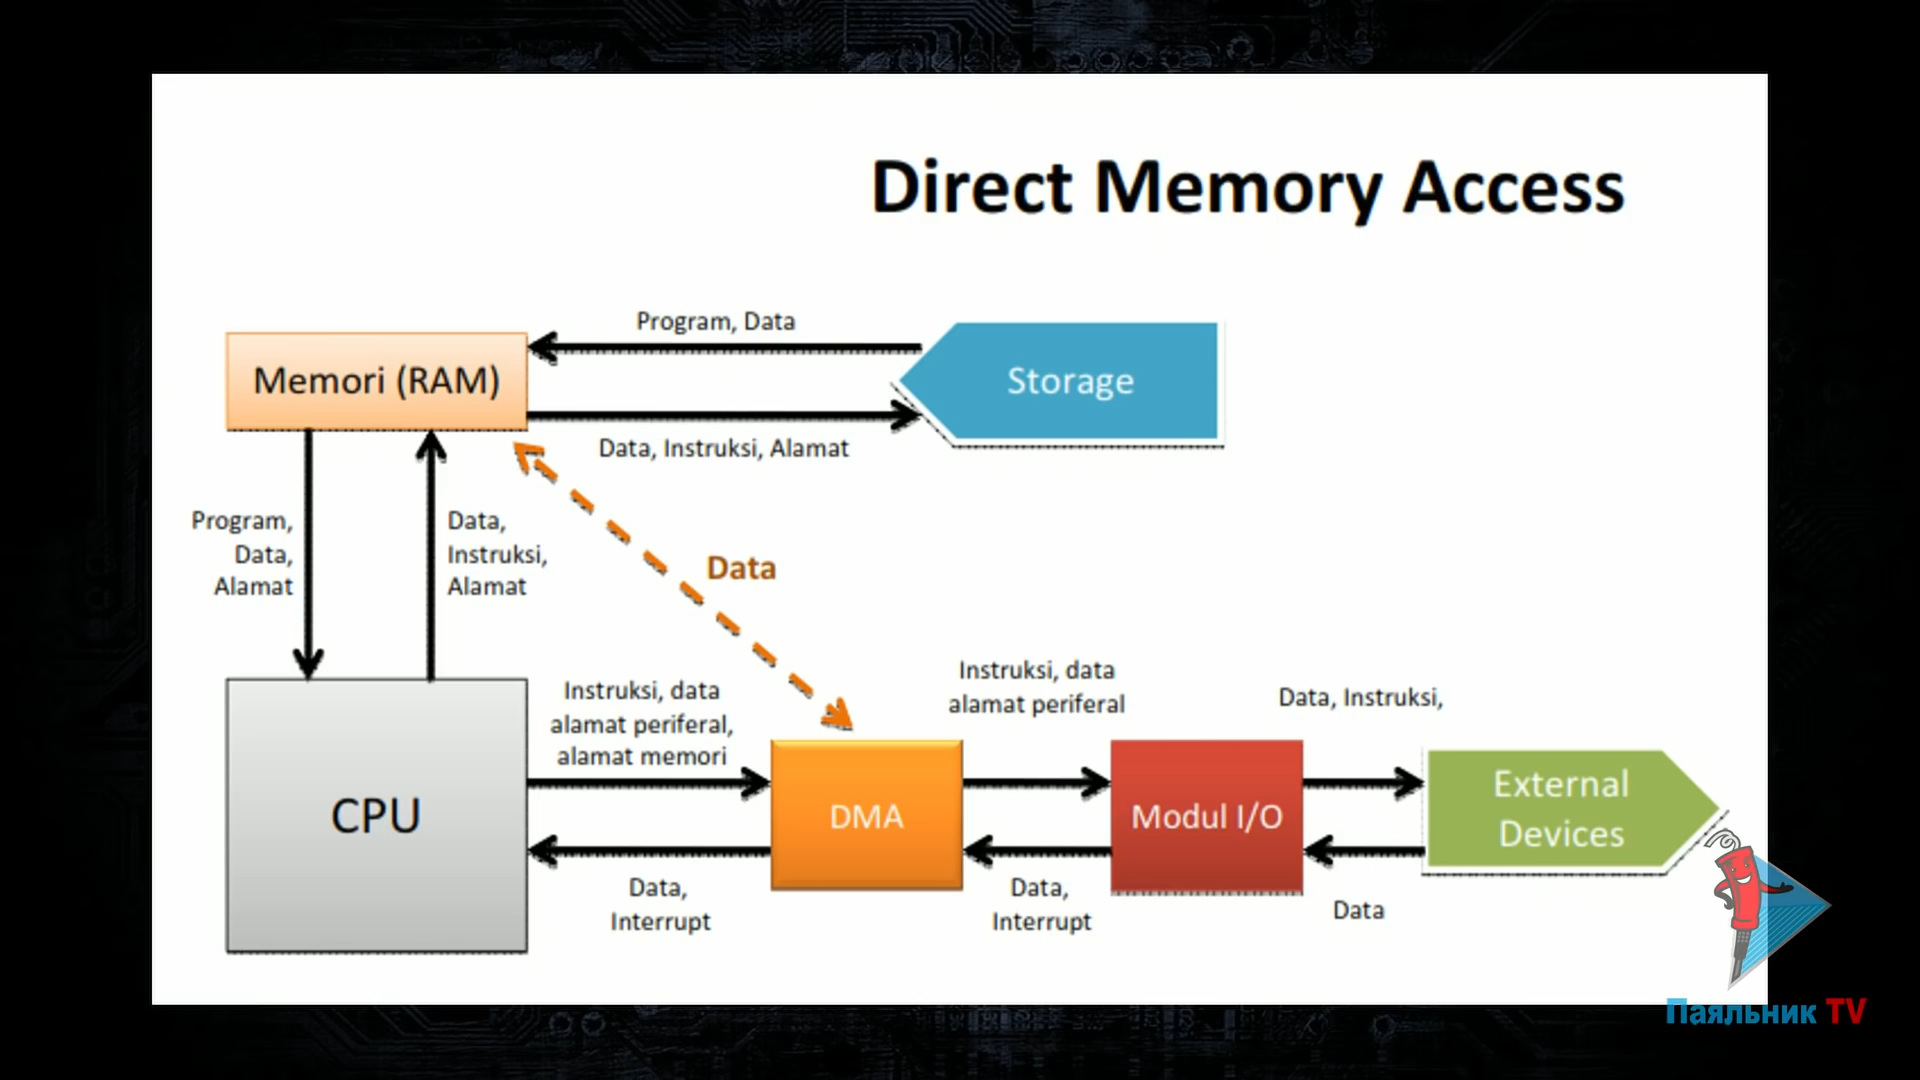 Direct Memory Access
Program, Data
Memori (RAM)
Storage
Data, Instruksi, Alamat
Program,
Data,
Alamat
Data,
Instruksi,
Alamat
Data
Instruksi, data
alamat periferal,
alamat memori
Instruksi, data
alamat periferal
Data, Instruksi,
CPU
DMA
Modul I/O
External
Devices
Data,
Interrupt
Data,
Interrupt
Data
Паяльник TV